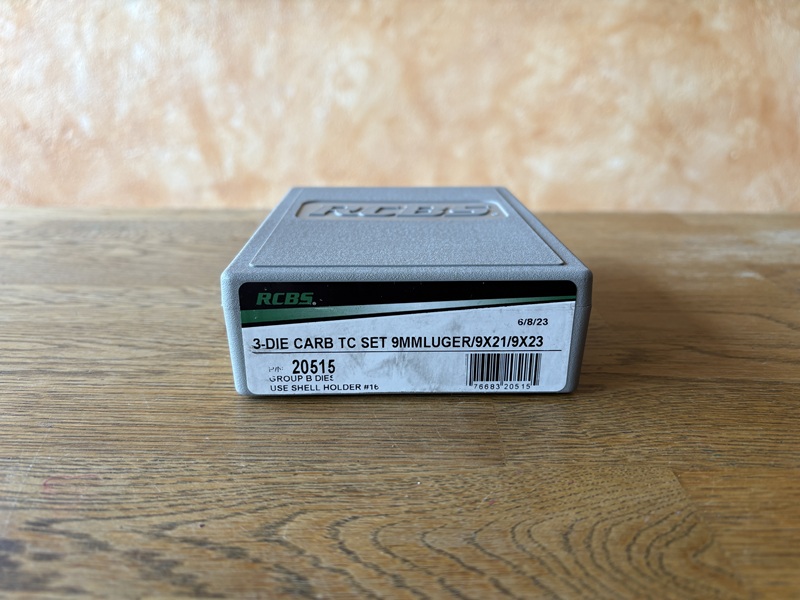 RCBS
RCBS.
6/8/23
3-DIE CARB TC SET 9MMLUGER/9X21/9X23
P/N 20515
GROUP B DIES
USE SHELL HOLDER #16
76683 20515